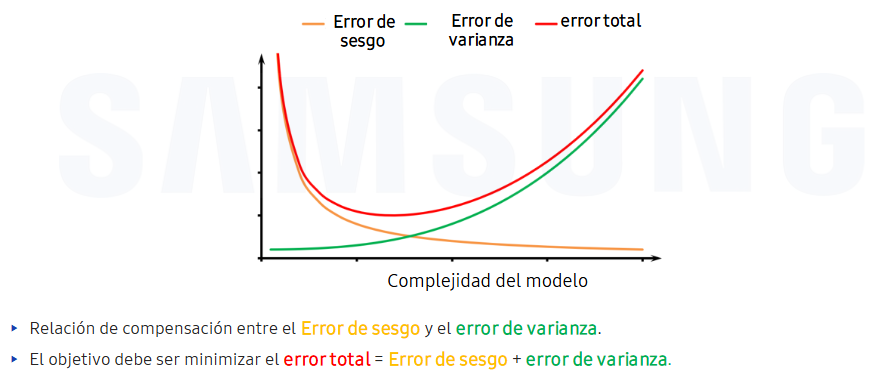 Error de sesgo
Error de varianza
error total
SAMSUNG
Complejidad del modelo
Relación de compensación entre el Error de sesgo y el error de varianza.
El objetivo debe ser minimizar el error total = Error de sesgo + error de varianza.